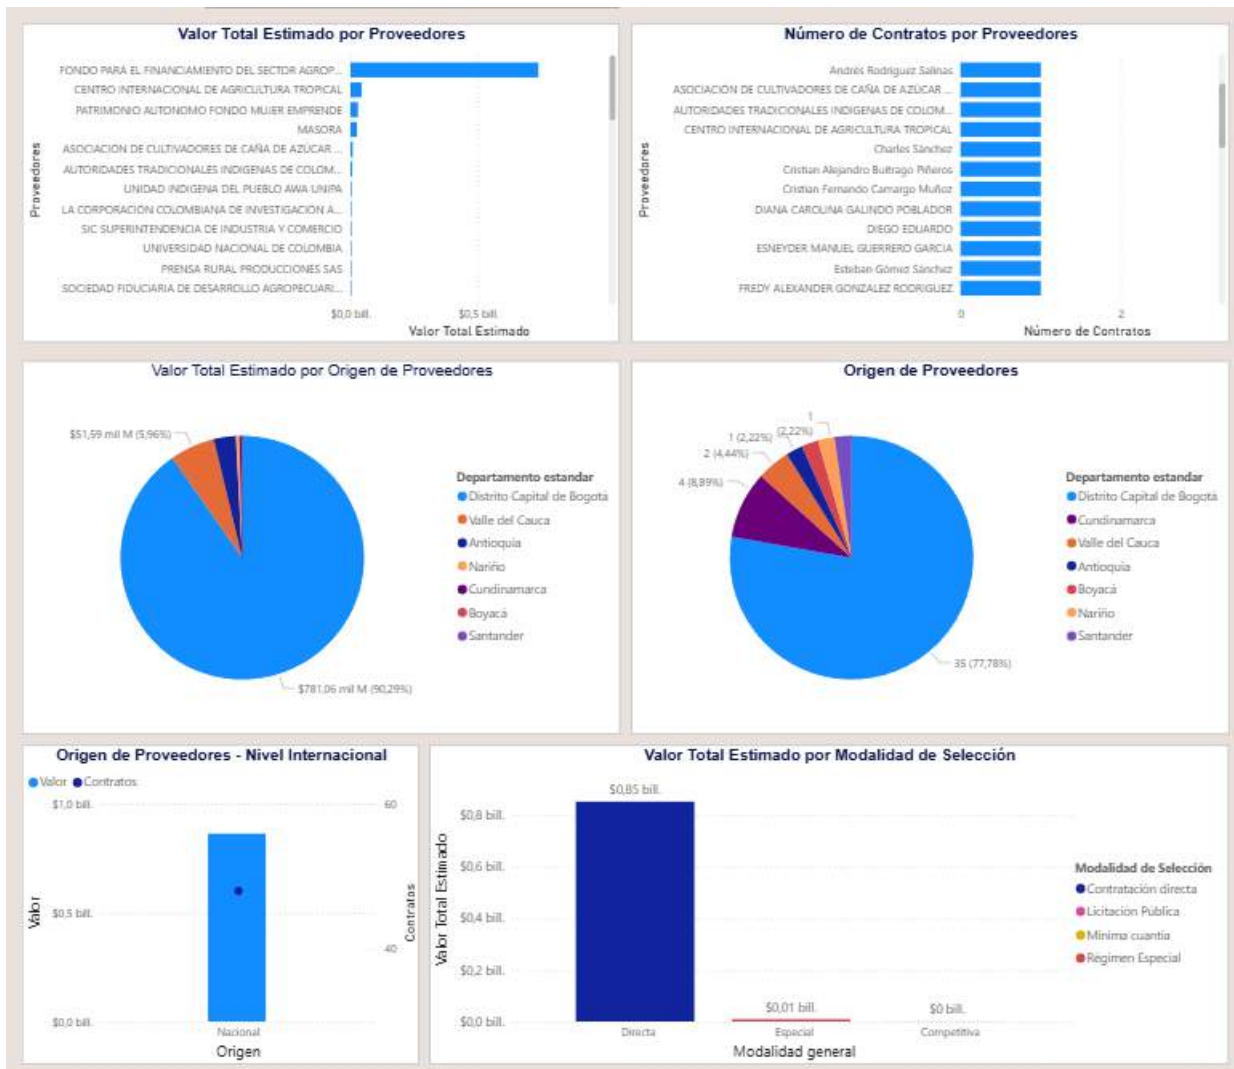 Valor Total Estimado por Proveedores
Proveedores
FONDO PARA EL FINANCIAMIENTO DEL SECTOR AGROP...
CENTRO INTERNACIONAL DE AGRICULTURA TROPICAL
PATRIMONIO AUTONOMO FONDO MUJER EMPRENDE
MASORA
ASOCIACION DE CULTIVADORES DE CAÑA DE AZÚCAR ...
AUTORIDADES TRADICIONALES INDIGENAS DE COLOM...
UNIDAD INDIGENA DEL PUEBLO AWA UNIPA
LA CORPORACIÓN COLOMBIANA DE INVESTIGACIÓN A...
SIC SUPERINTENDENCIA DE INDUSTRIA Y COMERCIO
UNIVERSIDAD NACIONAL DE COLOMBIA
PRENSA RURAL PRODUCCIONES SAS
SOCIEDAD FIDUCIARIA DE DESARROLLO AGROPECUARI...
$0,0 bill.
$0,5 bill.
Valor Total Estimado
Número de Contratos por Proveedores
Proveedores
Andrés Rodriguez Salinas
ASOCIACION DE CULTIVADORES DE CAÑA DE AZÚCAR ...
AUTORIDADES TRADICIONALES INDIGENAS DE COLOM...
CENTRO INTERNACIONAL DE AGRICULTURA TROPICAL
Charles Sánchez
Cristian Alejandro Buitrago Piñeros
Cristian Fernando Camargo Muñoz
DIANA CAROLINA GALINDO POBLADOR
DIEGO EDUARDO
ESNEYDER MANUEL GUERRERO GARCIA
Esteban Gómez Sánchez
FREDY ALEXANDER GONZALEZ RODRIGUEZ
0
2
Número de Contratos
Valor Total Estimado por Origen de Proveedores
$51,59 mil M (5,96%)
$781,06 mil M (90,29%)
Departamento estandar
Distrito Capital de Bogotá
Valle del Cauca
Antioquia
Nariño
Cundinamarca
Boyacá
Santander
Origen de Proveedores
1
(2,22%)
1 (2,22%)
2 (4,44%)
4 (8,89%)
35 (77,78%)
Departamento estandar
Distrito Capital de Bogotá
Cundinamarca
Valle del Cauca
Antioquia
Boyacá
Nariño
Santander
Origen de Proveedores - Nivel Internacional
Valor
Contratos
$1,0 bill.
$0,5 bill.
$0,0 bill.
60
40
Valor
Contratos
Nacional
Origen
Valor Total Estimado por Modalidad de Selección
Valor Total Estimado
$0,8 bill.
$0,6 bill.
$0,4 bill.
$0,2 bill.
$0,0 bill.
$0,85 bill.
$0,01 bill.
$0 bill.
Directa
Especial
Competitiva
Modalidad general
Modalidad de Selección
Contratación directa
Licitación Pública
Mínima cuantía
Régimen Especial